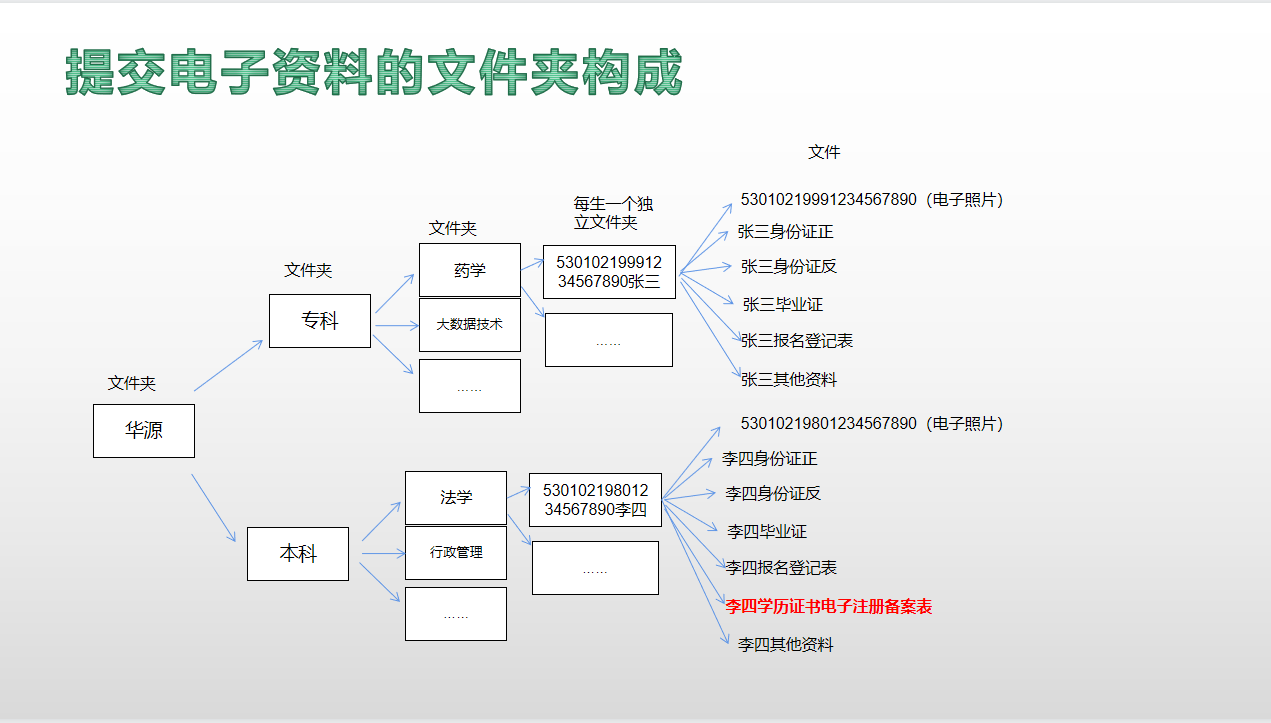 提交电子资料的文件夹构成
文件
53010219991234567890（电子照片）
每生一个独
立文件夹
文件夹
张三身份证正
药学
530102199912
34567890张三
张三身份证反
文件夹
专科
张三毕业证
大数据技术
……
张三报名登记表
文件夹
……
张三其他资料
华源
53010219801234567890（电子照片）
李四身份证正
法学
530102198012
34567890李四
李四身份证反
李四毕业证
本科
行政管理
……
李四报名登记表
……
李四学历证书电子注册备案表
李四其他资料